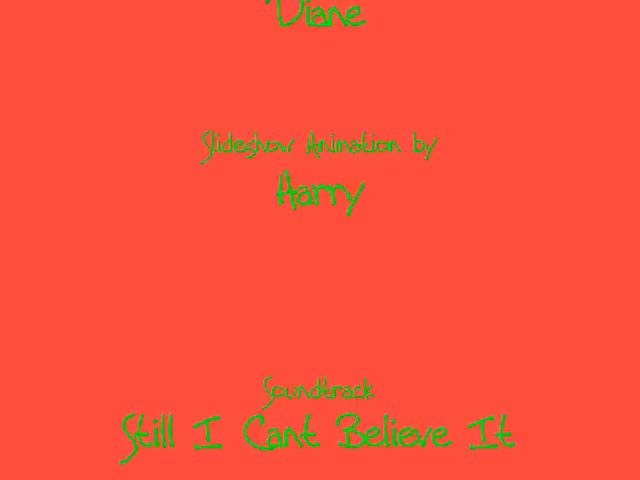 Diane
Slideshow Animation by
Harry
Soundtrack
Still I Cant Believe It